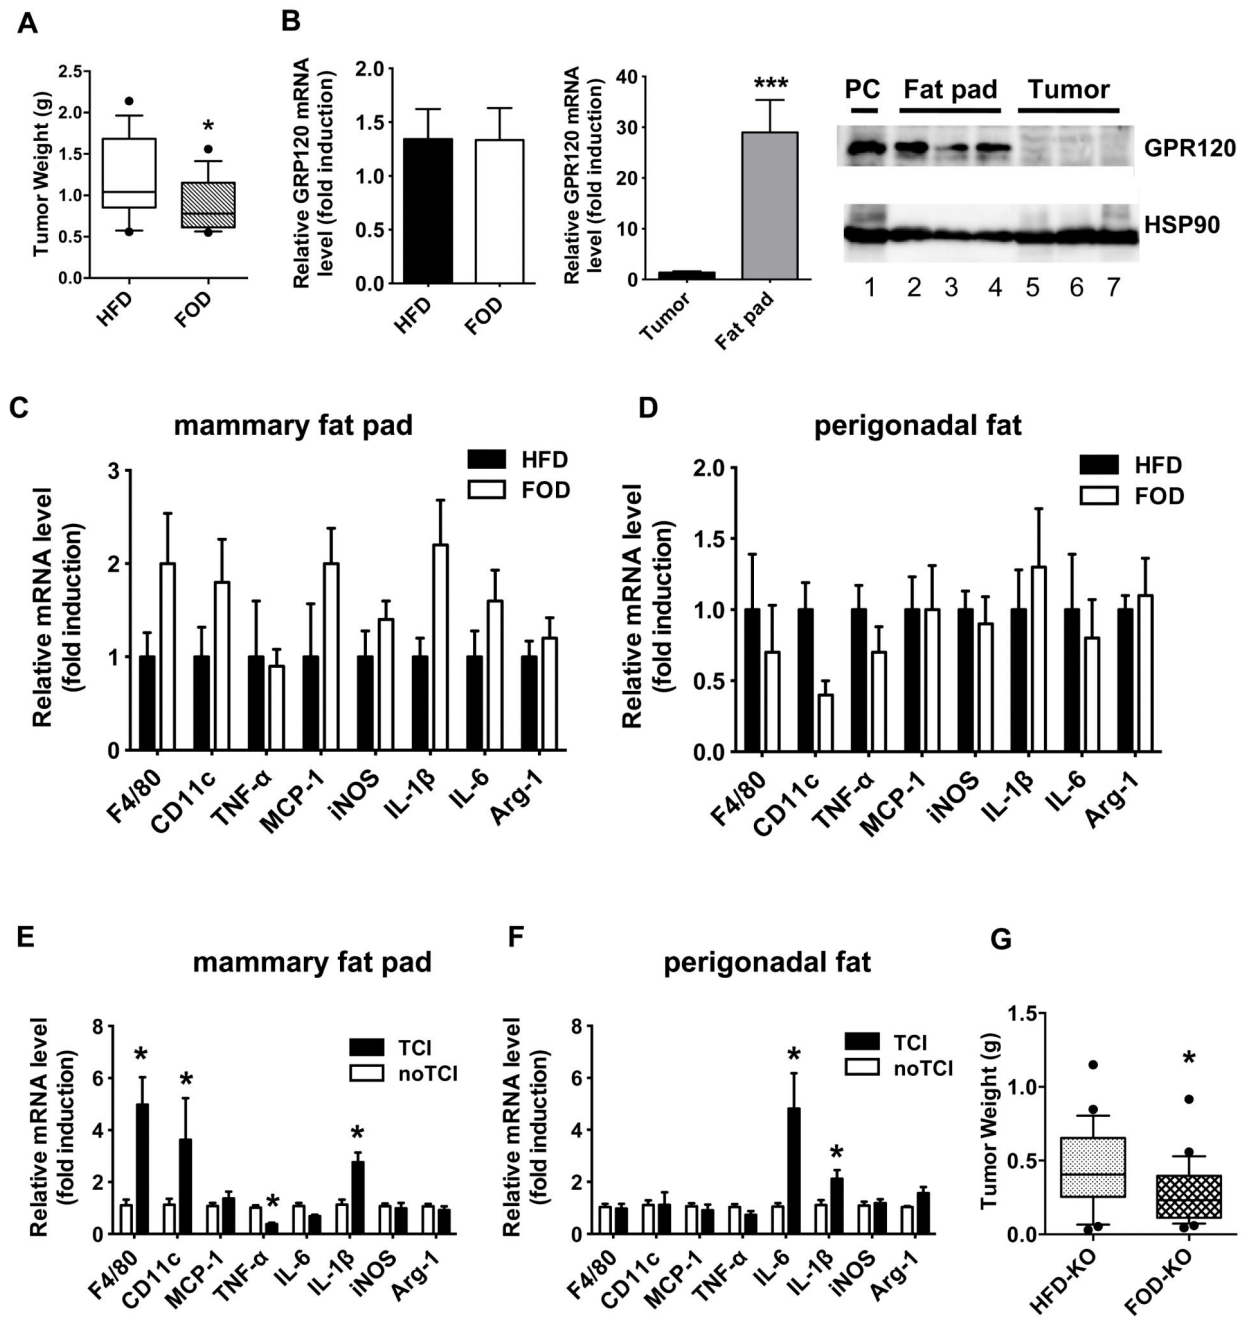 A
B
2.5
2.0
1.5
1.0
0.5
0.0
Tumor Weight (g)
*
HFD
FOD
2.0
1.5
1.0
0.5
0.0
Relative GRP120 mRNA
level (fold induction)
HFD
FOD
40
30
20
10
0
Relative GPR120 mRNA
level (fold induction)
***
Tumor
Fat pad
PC Fat pad Tumor
GPR120
HSP90
1 2 3 4 5 6 7
C
mammary fat pad
HFD
FOD
3
2
1
0
Relative mRNA level
(fold induction)
F4/80
CD11c
TNF-α
MCP-1
iNOS
IL-1β
IL-6
Arg-1
D
perigonadal fat
HFD
FOD
2.0
1.5
1.0
0.5
0.0
Relative mRNA level
(fold induction)
F4/80
CD11c
TNF-α
MCP-1
iNOS
IL-1β
IL-6
Arg-1
E
mammary fat pad
TCI
noTCI
8
6
4
2
0
Relative mRNA level
(fold induction)
*
*
*
*
F4/80
CD11c
MCP-1
TNF-α
IL-6
IL-1β
iNOS
Arg-1
F
perigonadal fat
TCI
noTCI
8
6
4
2
0
Relative mRNA level
(fold induction)
*
*
F4/80
CD11c
MCP-1
TNF-α
IL-6
IL-1β
iNOS
Arg-1
G
1.5
1.0
0.5
0.0
Tumor Weight (g)
*
HFD-KO
FOD-KO